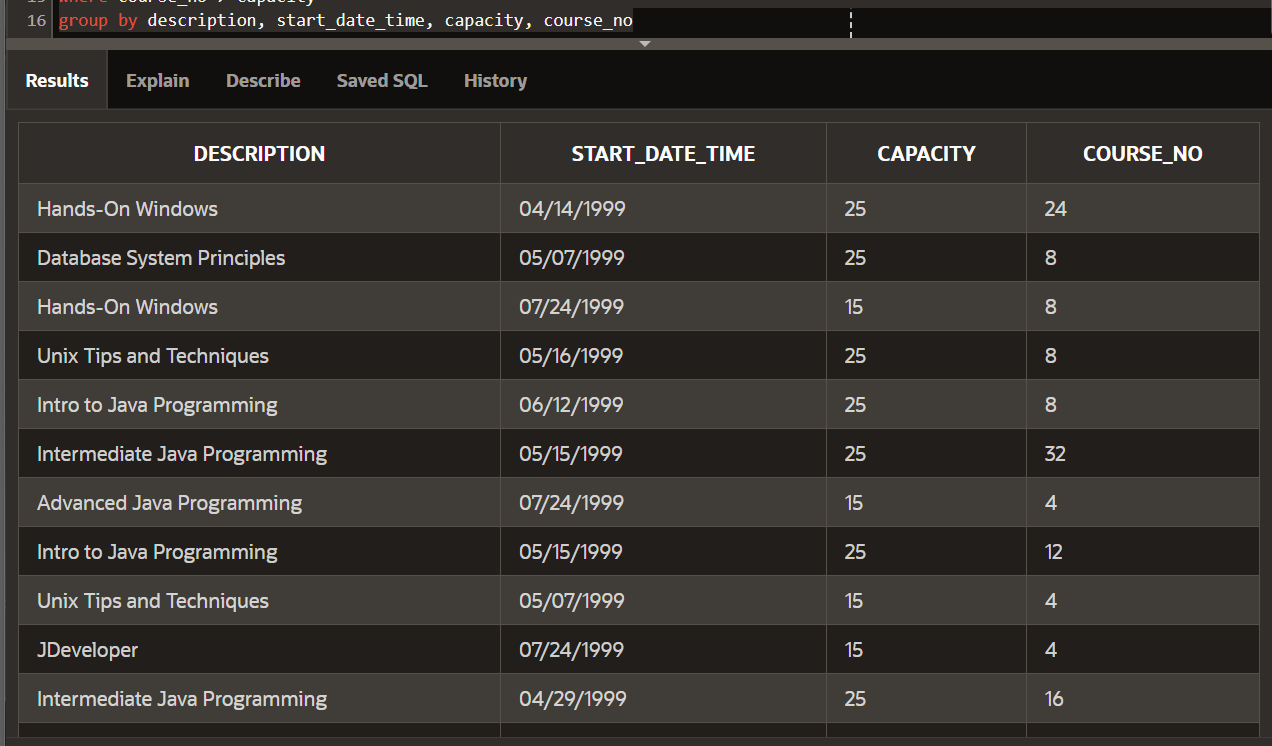 15 where course_no > capacity
16 group by description, start_date_time, capacity, course_no
Results Explain Describe Saved SQL History
DESCRIPTION START_DATE_TIME CAPACITY COURSE_NO
Hands-On Windows 04/14/1999 25 24
Database System Principles 05/07/1999 25 8
Hands-On Windows 07/24/1999 15 8
Unix Tips and Techniques 05/16/1999 25 8
Intro to Java Programming 06/12/1999 25 8
Intermediate Java Programming 05/15/1999 25 32
Advanced Java Programming 07/24/1999 15 4
Intro to Java Programming 05/15/1999 25 12
Unix Tips and Techniques 05/07/1999 15 4
JDeveloper 07/24/1999 15 4
Intermediate Java Programming 04/29/1999 25 16